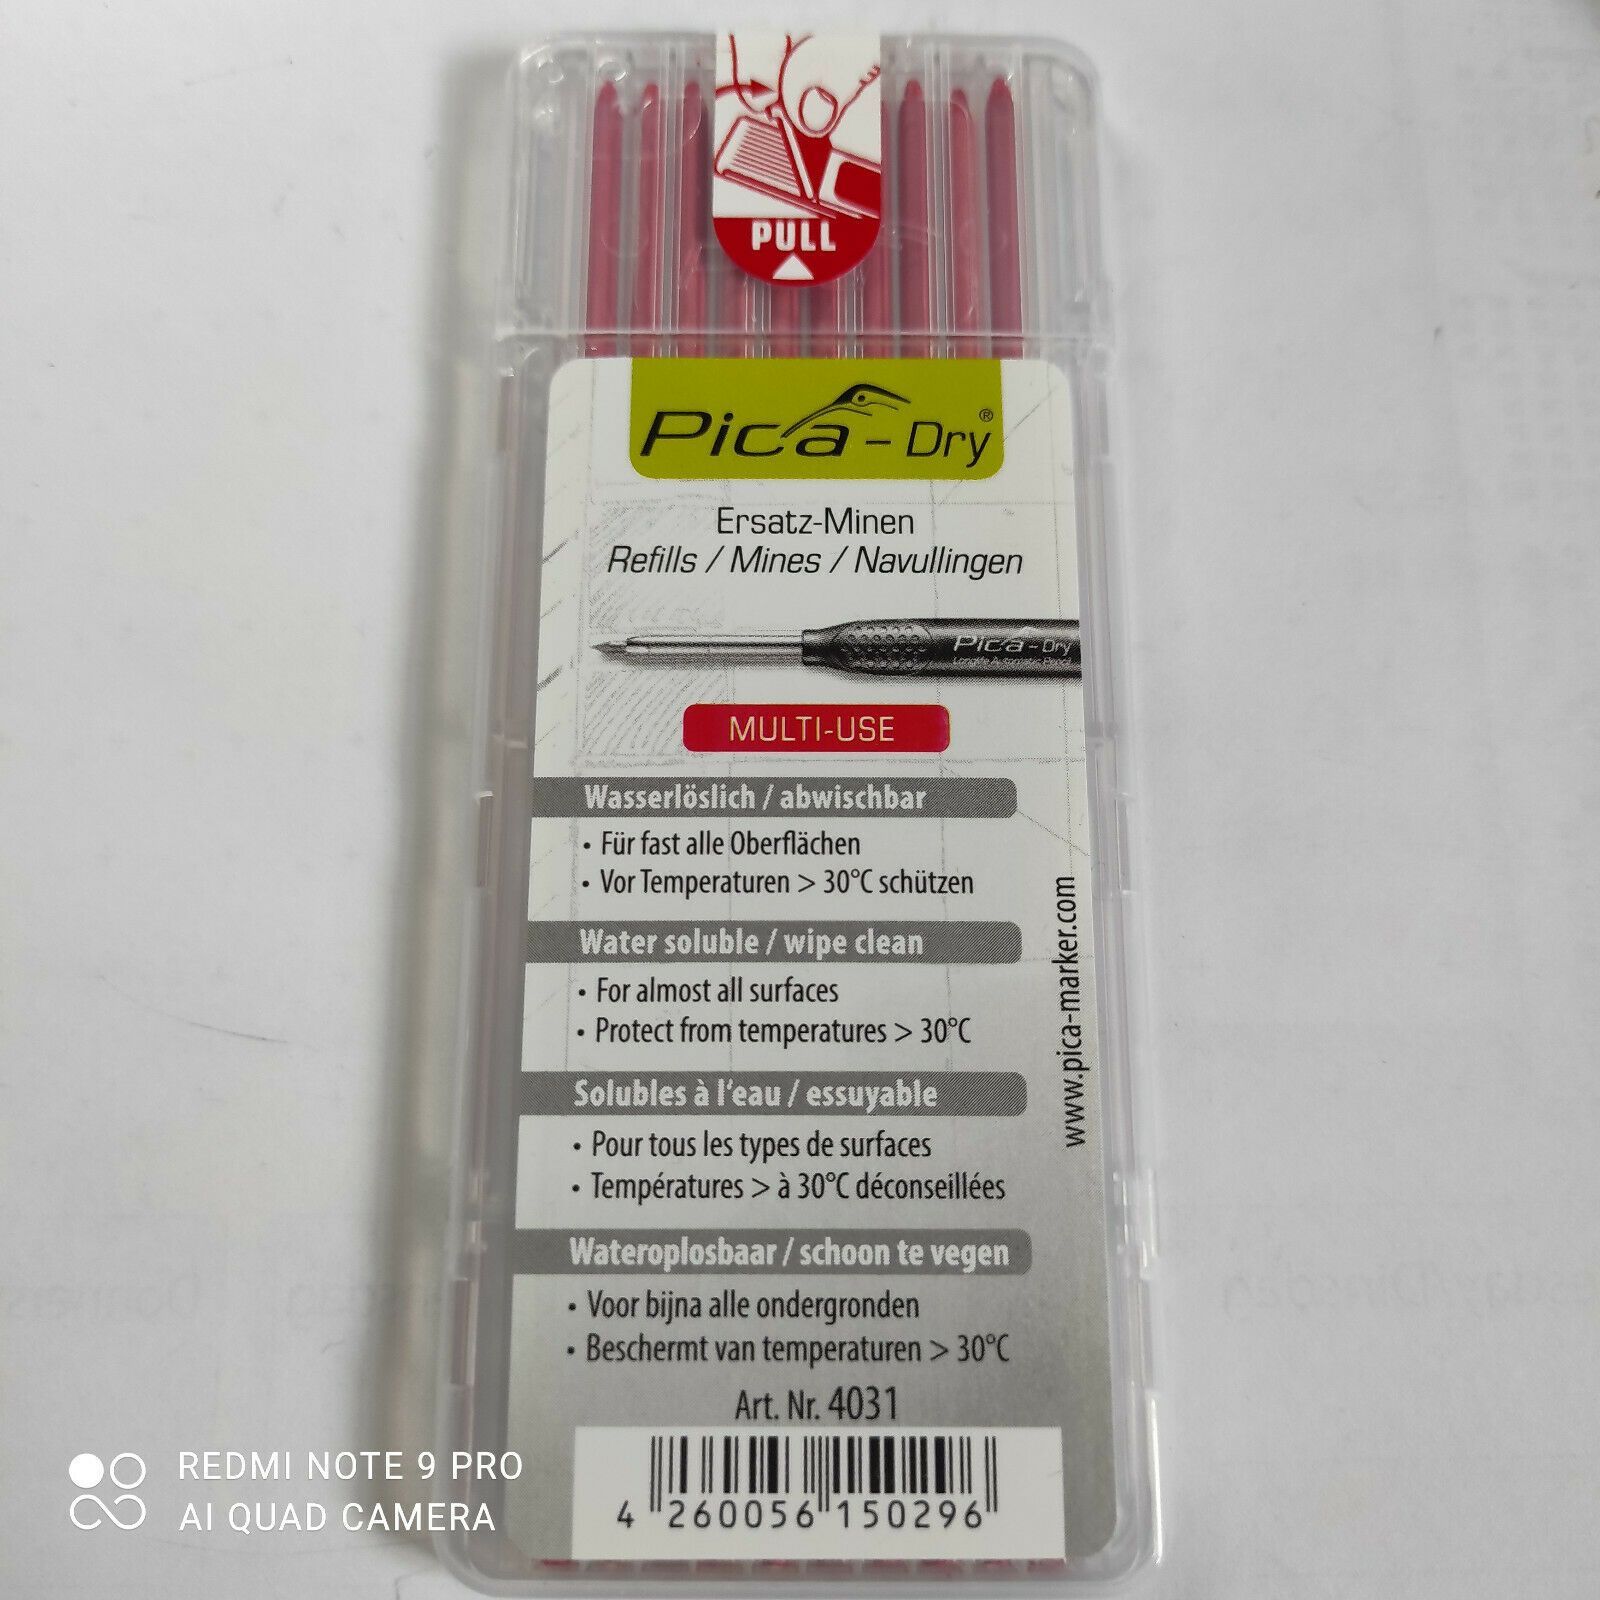 PULL
Pica-Dry®
Ersatz-Minen
Refills / Mines / Navullingen
Pica-Dry
Longlife Automatic Pencil
MULTI-USE
Wasserlöslich / abwischbar
• Für fast alle Oberflächen
• Vor Temperaturen > 30°C schützen
Water soluble / wipe clean
• For almost all surfaces
• Protect from temperatures > 30°C
Solubles à l'eau / essuyable
• Pour tous les types de surfaces
• Températures > à 30°C déconseillées
Wateroplosbaar / schoon te vegen
• Voor bijna alle ondergronden
• Beschermt van temperaturen > 30°C
www.pica-marker.com
Art. Nr. 4031
4 260056 150296
REDMI NOTE 9 PRO
AI QUAD CAMERA